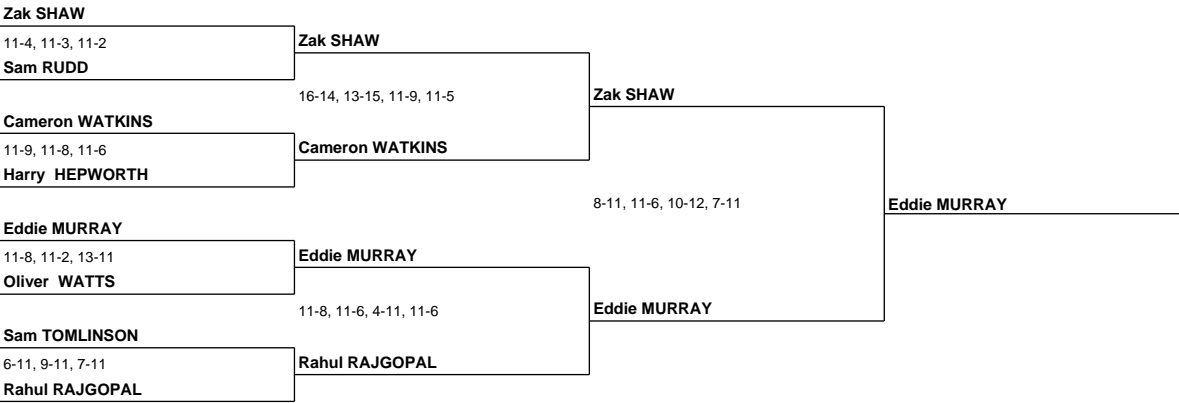 Zak SHAW
11-4, 11-3, 11-2
Sam RUDD
Zak SHAW
16-14, 13-15, 11-9, 11-5
Cameron WATKINS
11-9, 11-8, 11-6
Harry HEPWORTH
Cameron WATKINS
Zak SHAW
8-11, 11-6, 10-12, 7-11
Eddie MURRAY
Eddie MURRAY
11-8, 11-2, 13-11
Oliver WATTS
Eddie MURRAY
11-8, 11-6, 4-11, 11-6
Eddie MURRAY
Sam TOMLINSON
6-11, 9-11, 7-11
Rahul RAJGOPAL
Rahul RAJGOPAL